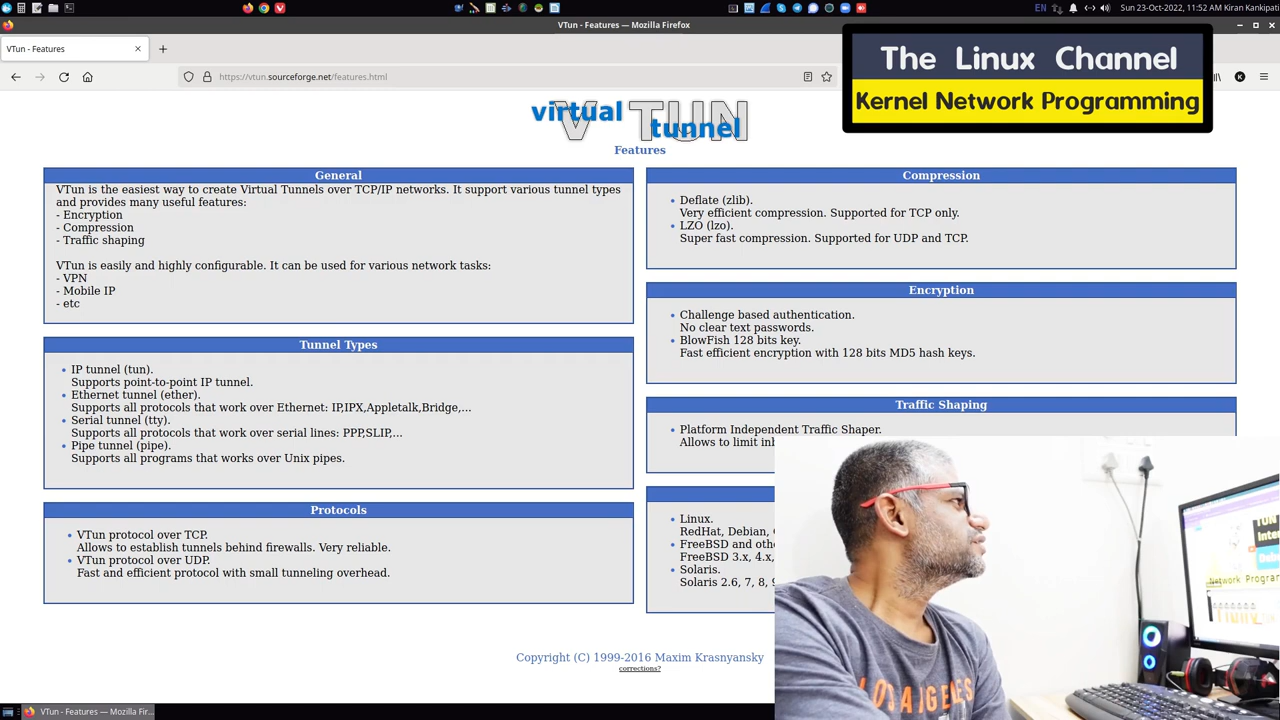 EN
Sun 23-Oct-2022, 11:52 AM Kiran Kankipati
VTun - Features — Mozilla Firefox
VTun - Features
https://vtun.sourceforge.net/features.html
K
The Linux Channel
Kernel Network Programming
V TUN
virtual
tunnel
Features
General
VTun is the easiest way to create Virtual Tunnels over TCP/IP networks. It support various tunnel types
and provides many useful features:
- Encryption
- Compression
- Traffic shaping
VTun is easily and highly configurable. It can be used for various network tasks:
- VPN
- Mobile IP
- etc
Tunnel Types
IP tunnel (tun).
Supports point-to-point IP tunnel.
Ethernet tunnel (ether).
Supports all protocols that work over Ethernet: IP,IPX,Appletalk,Bridge,...
Serial tunnel (tty).
Supports all protocols that work over serial lines: PPP,SLIP,...
Pipe tunnel (pipe).
Supports all programs that works over Unix pipes.
Protocols
VTun protocol over TCP.
Allows to establish tunnels behind firewalls. Very reliable.
VTun protocol over UDP.
Fast and efficient protocol with small tunneling overhead.
Compression
Deflate (zlib).
Very efficient compression. Supported for TCP only.
LZO (lzo).
Super fast compression. Supported for UDP and TCP.
Encryption
Challenge based authentication.
No clear text passwords.
BlowFish 128 bits key.
Fast efficient encryption with 128 bits MD5 hash keys.
Traffic Shaping
Platform Independent Traffic Shaper.
Allows to limit
Linux.
RedHat, Debian,
FreeBSD and
FreeBSD 3.x, 4.x,
Solaris.
Solaris 2.6, 7, 8,
TUN
Network
LOS ANGELES
Copyright (C) 1999-2016 Maxim Krasnyansky
corrections?
VTun - Features — Mozilla Fir...